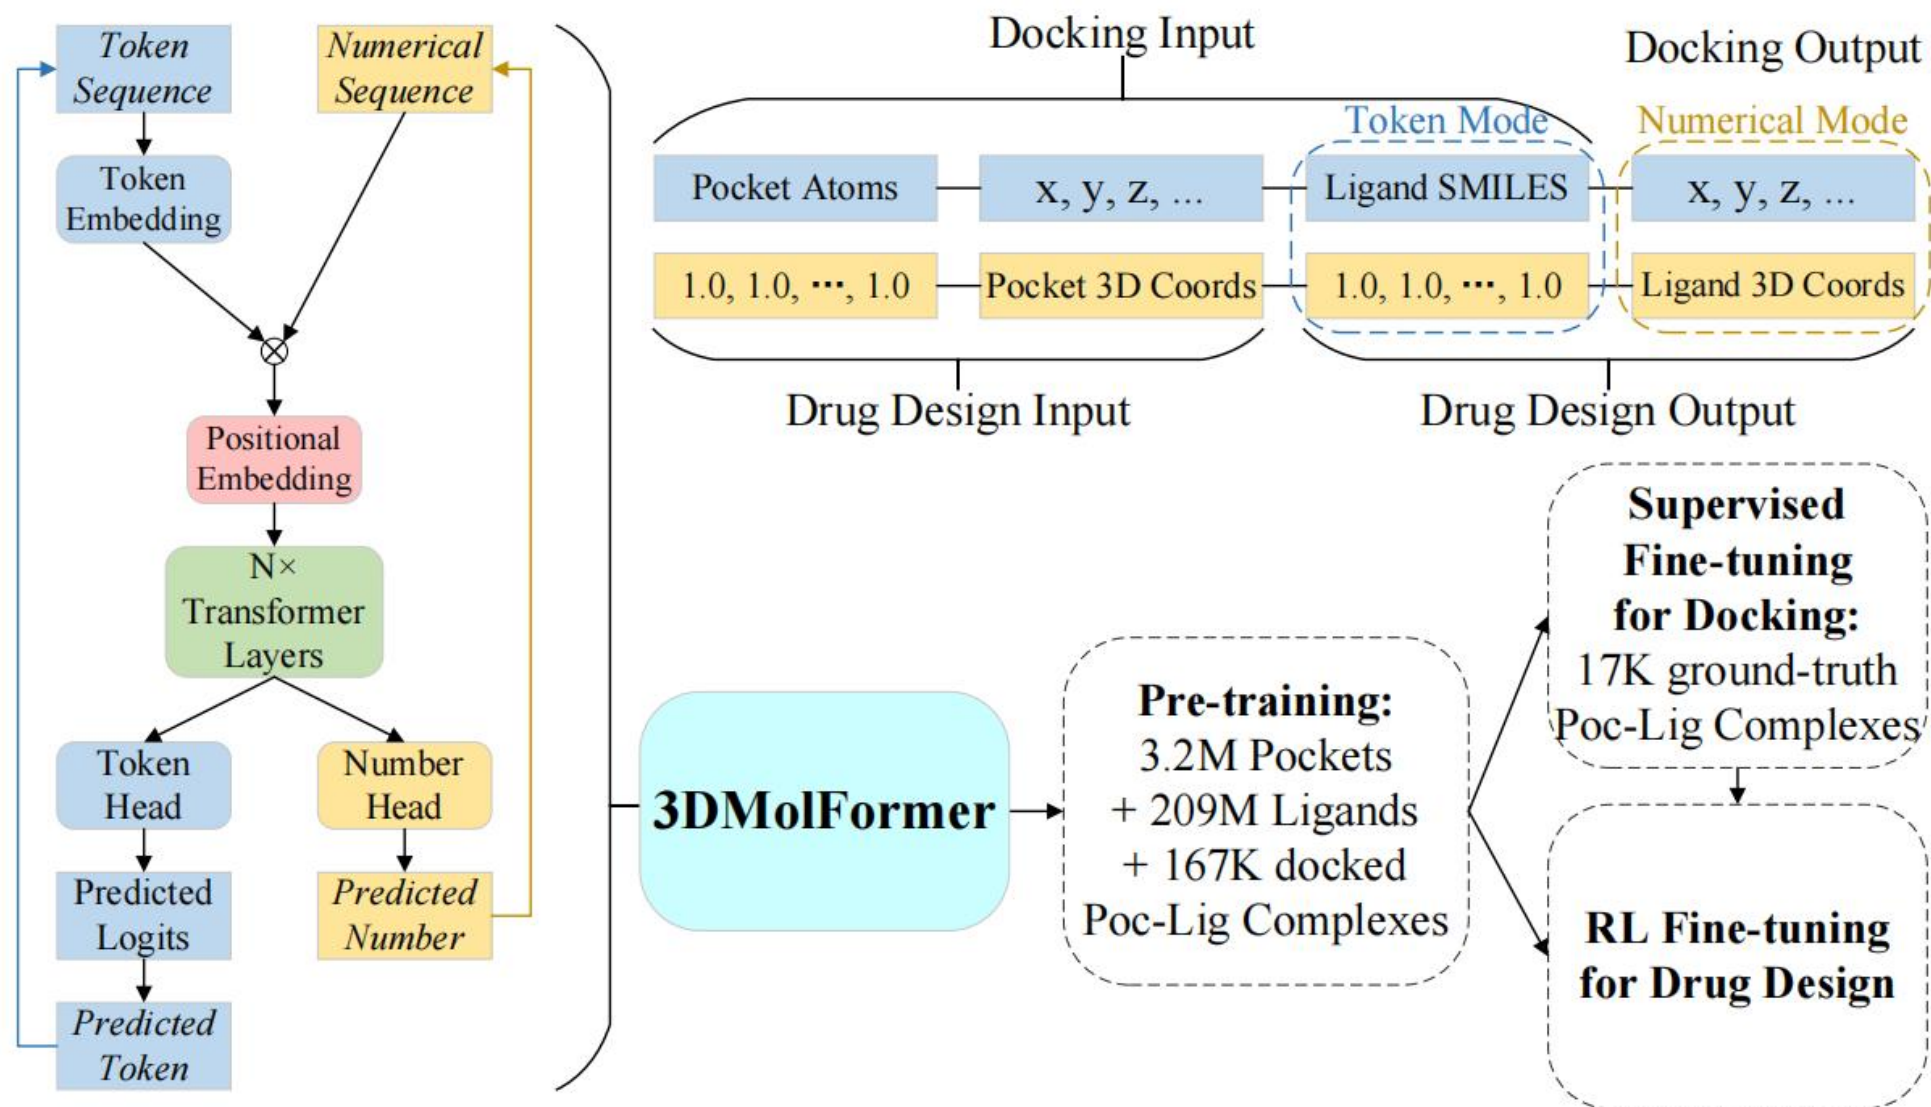 Token
Sequence
Numerical
Sequence
Token
Embedding
Positional
Embedding
N×
Transformer
Layers
Token
Head
Number
Head
Predicted
Logits
Predicted
Number
Predicted
Token
Docking Input
Docking Output
Token Mode
Numerical Mode
Pocket Atoms
x, y, z, ...
Ligand SMILES
x, y, z, ...
1.0, 1.0, ···, 1.0
Pocket 3D Coords
1.0, 1.0, ···, 1.0
Ligand 3D Coords
Drug Design Input
Drug Design Output
3DMolFormer
Pre-training:
3.2M Pockets
+ 209M Ligands
+ 167K docked
Poc-Lig Complexes
Supervised
Fine-tuning
for Docking:
17K ground-truth
Poc-Lig Complexes
RL Fine-tuning
for Drug Design